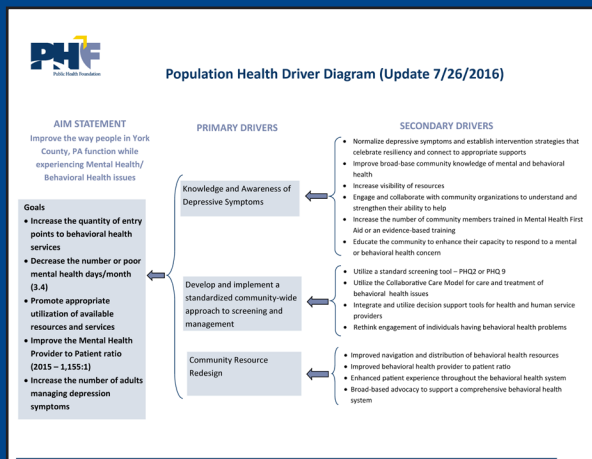 PHF
Public Health Foundation
Population Health Driver Diagram (Update 7/26/2016)
AIM STATEMENT
Improve the way people in York
County, PA function while
experiencing Mental Health/
Behavioral Health issues
Goals
• Increase the quantity of entry
points to behavioral health
services
• Decrease the number or poor
mental health days/month
(3.4)
• Promote appropriate
utilization of available
resources and services
• Improve the Mental Health
Provider to Patient ratio
(2015 – 1,155:1)
• Increase the number of adults
managing depression
symptoms
PRIMARY DRIVERS
Knowledge and Awareness of
Depressive Symptoms
Develop and implement a
standardized community-wide
approach to screening and
management
Community Resource
Redesign
SECONDARY DRIVERS
• Normalize depressive symptoms and establish intervention strategies that
celebrate resiliency and connect to appropriate supports
• Improve broad-base community knowledge of mental and behavioral
health
• Increase visibility of resources
• Engage and collaborate with community organizations to understand and
strengthen their ability to help
• Increase the number of community members trained in Mental Health First
Aid or an evidence-based training
• Educate the community to enhance their capacity to respond to a mental
or behavioral health concern
• Utilize a standard screening tool – PHQ2 or PHQ 9
• Utilize the Collaborative Care Model for care and treatment of
behavioral health issues
• Integrate and utilize decision support tools for health and human service
providers
• Rethink engagement of individuals having behavioral health problems
• Improved navigation and distribution of behavioral health resources
• Improved behavioral health provider to patient ratio
• Enhanced patient experience throughout the behavioral health system
• Broad-based advocacy to support a comprehensive behavioral health
system